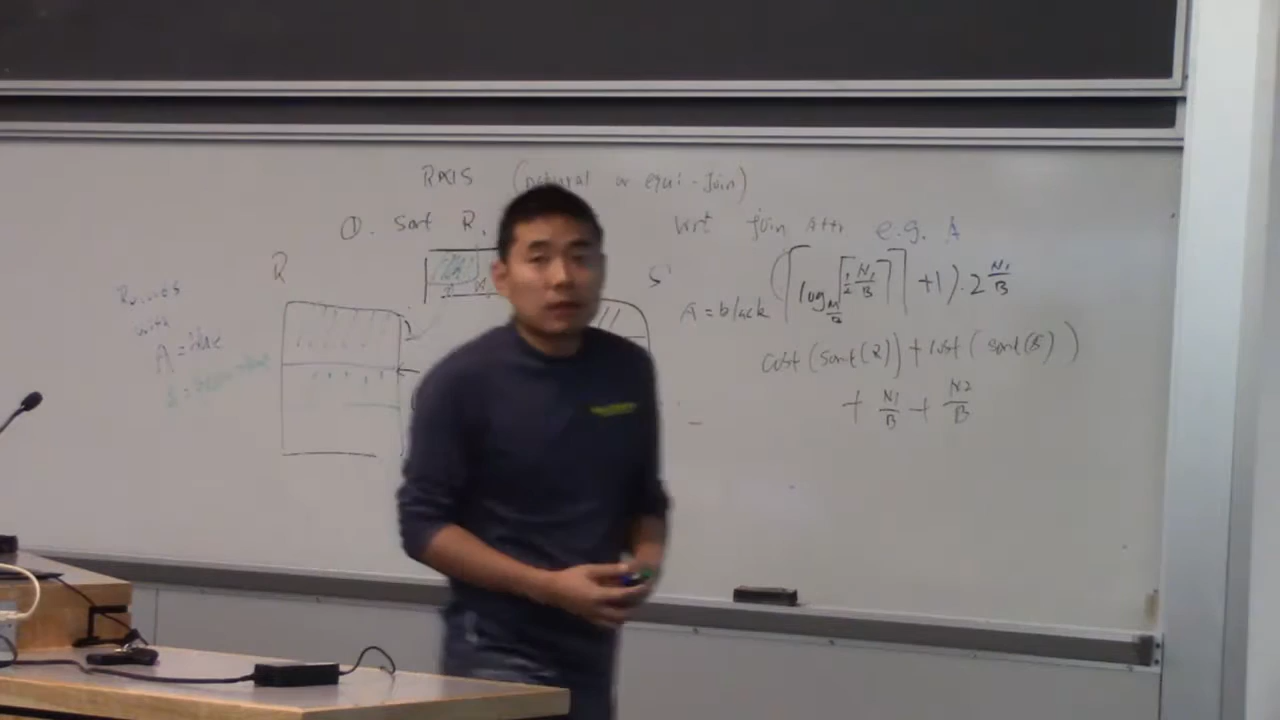 R⋈S (natural or equi-join)
①. sort R, wrt join Attr. e.g. A
R S
A = black (⌈log_{M/B} ⌈1/2 N1/B⌉⌉ + 1) · 2 N1/B
with
A = blue
cost (sort(R)) + cost (sort(S))
+ N1/B + N2/B